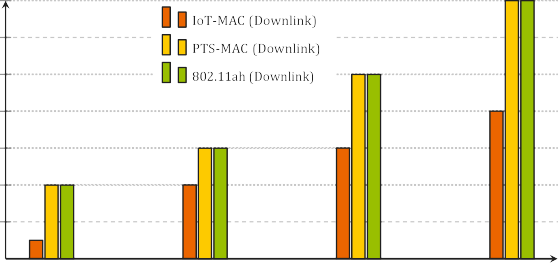 IoT-MAC (Downlink)
PTS-MAC (Downlink)
802.11ah (Downlink)